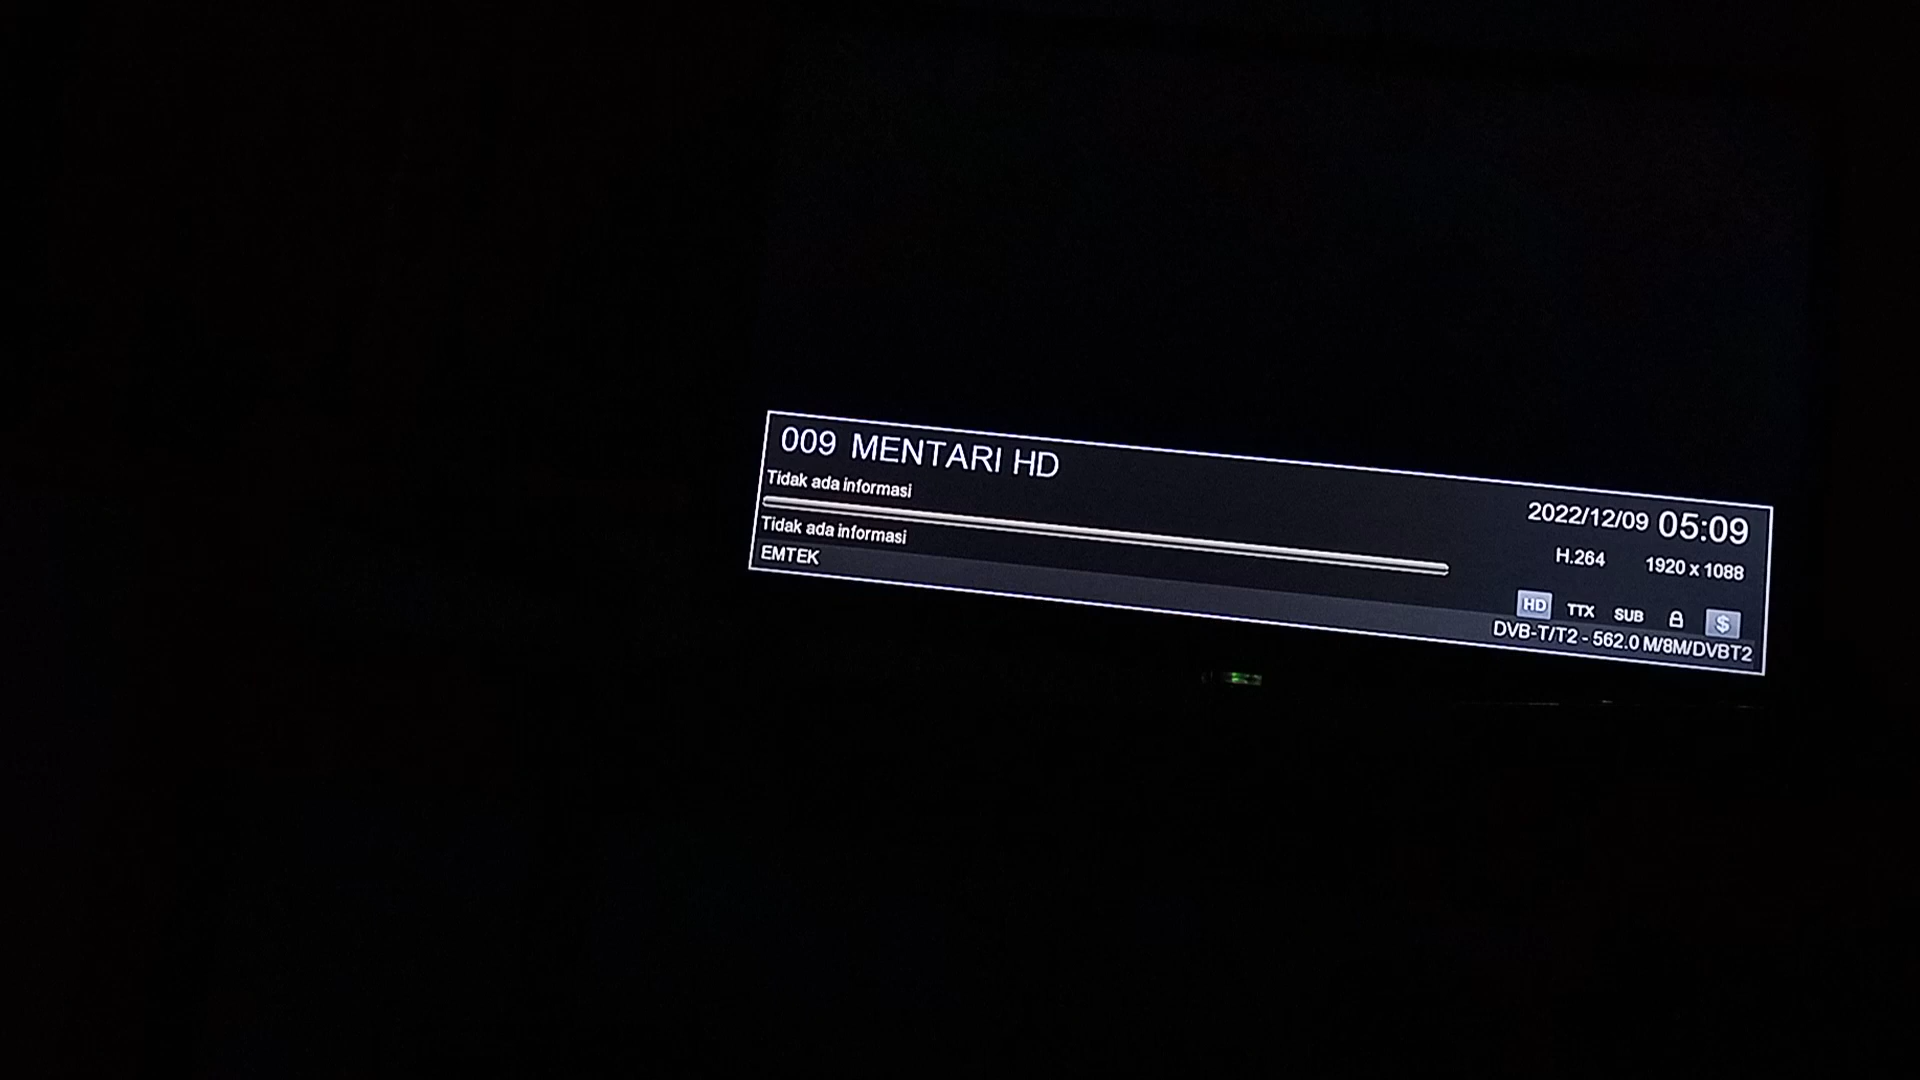 009 MENTARI HD
Tidak ada informasi
2022/12/09 05:09
Tidak ada informasi
H.264 1920 x 1088
EMTEK
HD TTX SUB $
DVB-T/T2 - 562.0 M/8M/DVBT2